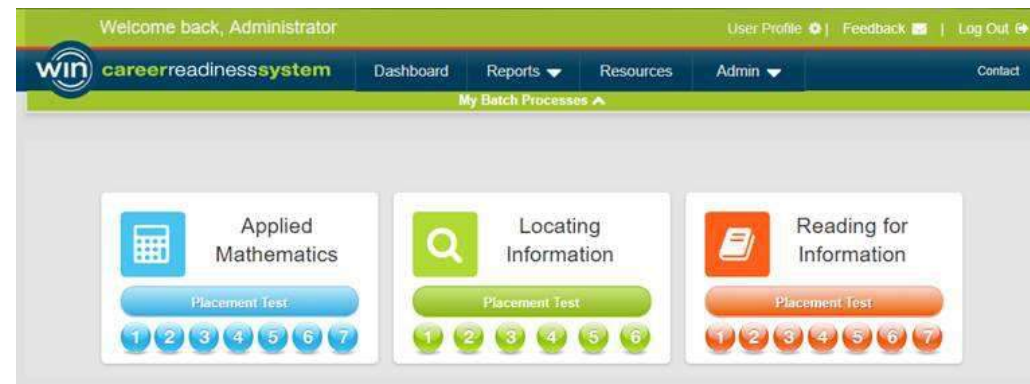 Welcome back, Administrator
User Profile | Feedback | Log Out
win careerreadinesssystem Dashboard Reports Resources Admin Contact
My Batch Processes
Applied
Mathematics
Placement Test
1 2 3 4 5 6 7
Locating
Information
Placement Test
1 2 3 4 5 6
Reading for
Information
Placement Test
1 2 3 4 5 6 7